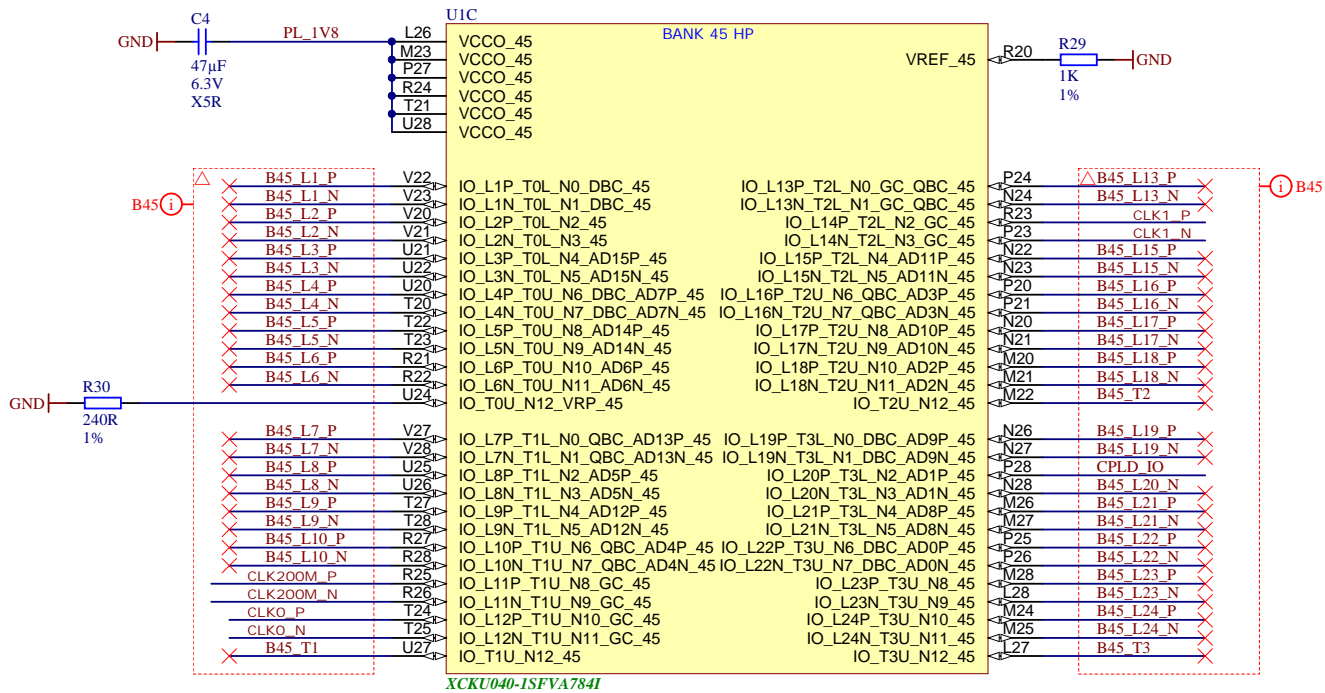 U1C
C4
GND
PL_1V8
47µF
6.3V
X5R
BANK 45 HP
L26 VCCO_45
M23 VCCO_45
P27 VCCO_45
R24 VCCO_45
T21 VCCO_45
U28 VCCO_45
VREF_45 R20
R29
GND
1K
1%
B45 i
i B45
B45_L1_P V22 IO_L1P_T0L_N0_DBC_45 IO_L13P_T2L_N0_GC_QBC_45 P24 B45_L13_P
B45_L1_N V23 IO_L1N_T0L_N1_DBC_45 IO_L13N_T2L_N1_GC_QBC_45 N24 B45_L13_N
B45_L2_P V20 IO_L2P_T0L_N2_45 IO_L14P_T2L_N2_GC_45 R23 CLK1_P
B45_L2_N V21 IO_L2N_T0L_N3_45 IO_L14N_T2L_N3_GC_45 P23 CLK1_N
B45_L3_P U21 IO_L3P_T0L_N4_AD15P_45 IO_L15P_T2L_N4_AD11P_45 N22 B45_L15_P
B45_L3_N U22 IO_L3N_T0L_N5_AD15N_45 IO_L15N_T2L_N5_AD11N_45 N23 B45_L15_N
B45_L4_P U20 IO_L4P_T0U_N6_DBC_AD7P_45 IO_L16P_T2U_N6_QBC_AD3P_45 P20 B45_L16_P
B45_L4_N T20 IO_L4N_T0U_N7_DBC_AD7N_45 IO_L16N_T2U_N7_QBC_AD3N_45 P21 B45_L16_N
B45_L5_P T22 IO_L5P_T0U_N8_AD14P_45 IO_L17P_T2U_N8_AD10P_45 N20 B45_L17_P
B45_L5_N T23 IO_L5N_T0U_N9_AD14N_45 IO_L17N_T2U_N9_AD10N_45 N21 B45_L17_N
B45_L6_P R21 IO_L6P_T0U_N10_AD6P_45 IO_L18P_T2U_N10_AD2P_45 M20 B45_L18_P
B45_L6_N R22 IO_L6N_T0U_N11_AD6N_45 IO_L18N_T2U_N11_AD2N_45 M21 B45_L18_N
U24 IO_T0U_N12_VRP_45 IO_T2U_N12_45 M22 B45_T2
R30
GND
240R
1%
B45_L7_P V27 IO_L7P_T1L_N0_QBC_AD13P_45 IO_L19P_T3L_N0_DBC_AD9P_45 N26 B45_L19_P
B45_L7_N V28 IO_L7N_T1L_N1_QBC_AD13N_45 IO_L19N_T3L_N1_DBC_AD9N_45 N27 B45_L19_N
B45_L8_P U25 IO_L8P_T1L_N2_AD5P_45 IO_L20P_T3L_N2_AD1P_45 P28 CPLD_IO
B45_L8_N U26 IO_L8N_T1L_N3_AD5N_45 IO_L20N_T3L_N3_AD1N_45 N28 B45_L20_N
B45_L9_P T27 IO_L9P_T1L_N4_AD12P_45 IO_L21P_T3L_N4_AD8P_45 M26 B45_L21_P
B45_L9_N T28 IO_L9N_T1L_N5_AD12N_45 IO_L21N_T3L_N5_AD8N_45 M27 B45_L21_N
B45_L10_P R27 IO_L10P_T1U_N6_QBC_AD4P_45 IO_L22P_T3U_N6_DBC_AD0P_45 P25 B45_L22_P
B45_L10_N R28 IO_L10N_T1U_N7_QBC_AD4N_45 IO_L22N_T3U_N7_DBC_AD0N_45 P26 B45_L22_N
CLK200M_P R25 IO_L11P_T1U_N8_GC_45 IO_L23P_T3U_N8_45 M28 B45_L23_P
CLK200M_N R26 IO_L11N_T1U_N9_GC_45 IO_L23N_T3U_N9_45 L28 B45_L23_N
CLK0_P T24 IO_L12P_T1U_N10_GC_45 IO_L24P_T3U_N10_45 M24 B45_L24_P
CLK0_N T25 IO_L12N_T1U_N11_GC_45 IO_L24N_T3U_N11_45 M25 B45_L24_N
B45_T1 U27 IO_T1U_N12_45 IO_T3U_N12_45 L27 B45_T3
XCKU040-1SFVA784I